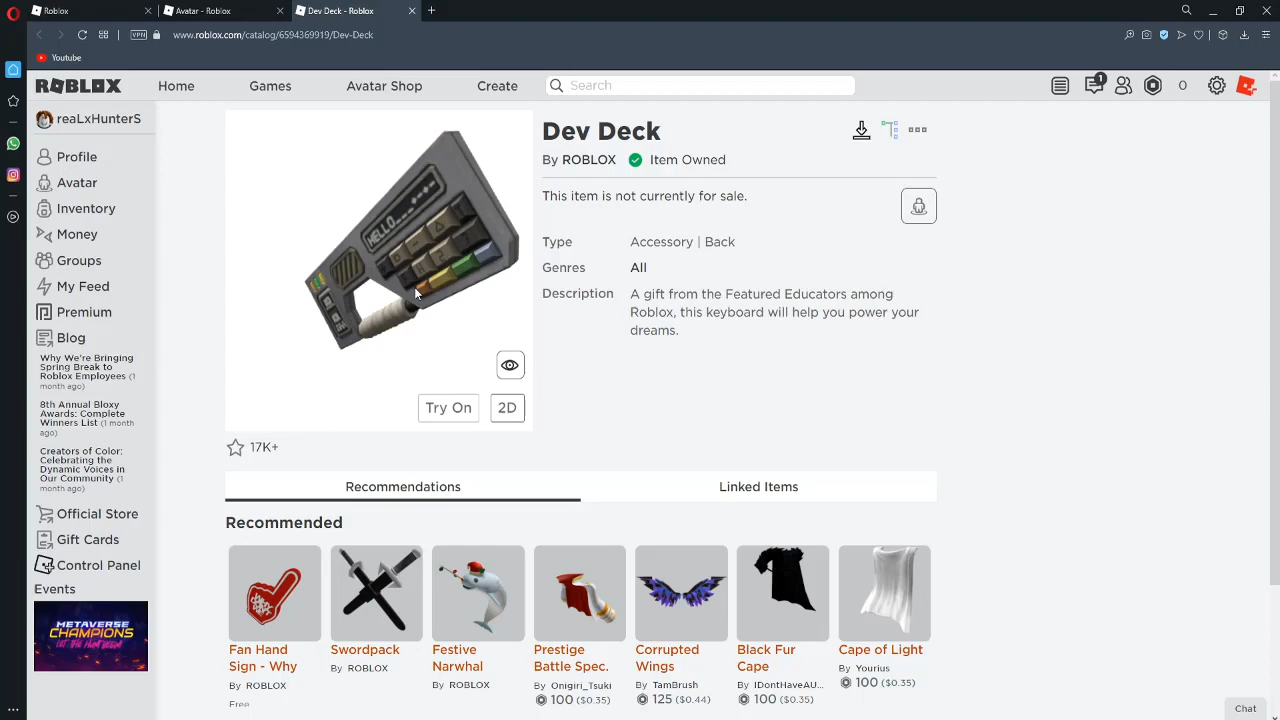 Roblox
Avatar - Roblox
Dev Deck - Roblox
VPN
www.roblox.com/catalog/6594369919/Dev-Deck
Youtube
ROBLOX
Home
Games
Avatar Shop
Create
Search
1
0
reaLxHunterS
Profile
Avatar
Inventory
Money
Groups
My Feed
Premium
Blog
Why We're Bringing
Spring Break to
Roblox Employees (1
month ago)
8th Annual Bloxy
Awards: Complete
Winners List (1 month
ago)
Creators of Color:
Celebrating the
Dynamic Voices in
Our Community (1
month ago)
Official Store
Gift Cards
Control Panel
Events
METAVERSE
CHAMPIONS
HELLO_
Try On
2D
17K+
Dev Deck
By ROBLOX Item Owned
This item is not currently for sale.
Type Accessory | Back
Genres All
Description A gift from the Featured Educators among
Roblox, this keyboard will help you power your
dreams.
Recommendations
Linked Items
Recommended
Fan Hand
Sign - Why
By ROBLOX
Free
Swordpack
By ROBLOX
Festive
Narwhal
By ROBLOX
Prestige
Battle Spec.
By Onigiri_Tsuki
100 ($0.35)
Corrupted
Wings
By TamBrush
125 ($0.44)
Black Fur
Cape
By IDontHaveAU...
100 ($0.35)
Cape of Light
By Yourius
100 ($0.35)
Chat